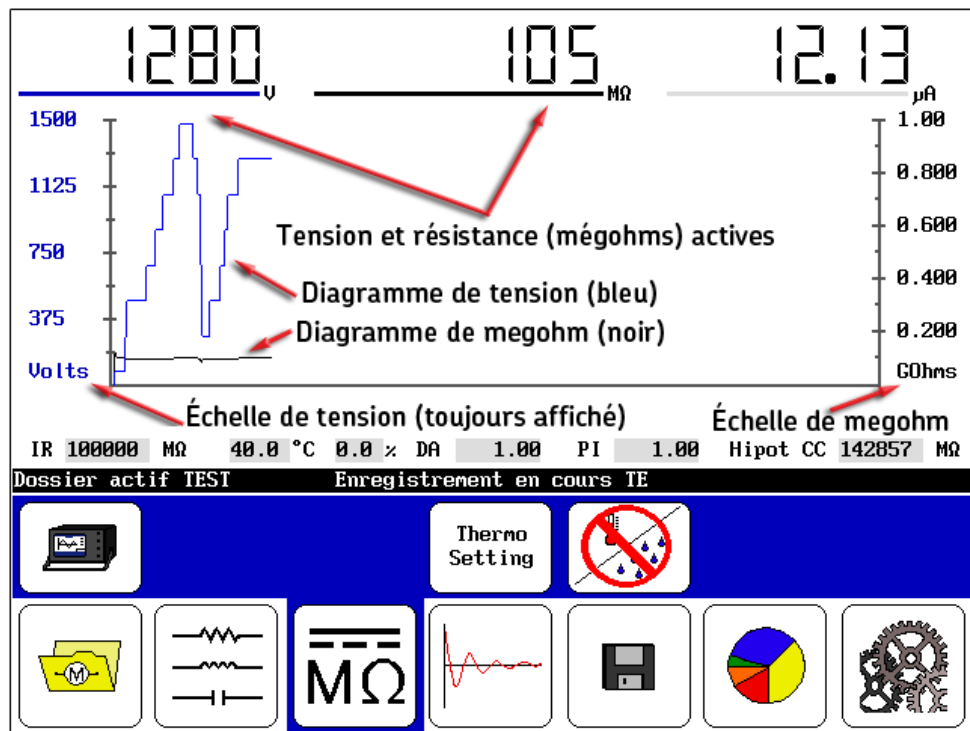 1280 V 105 MΩ 12.13 µA
1500 1.00
0.800
1125
0.600
Tension et résistance (mégohms) actives
750
0.400
Diagramme de tension (bleu)
375 Diagramme de megohm (noir) 0.200
Volts GOhms
Échelle de tension (toujours affiché) Échelle de megohm
IR 100000 MΩ 40.0 °C 0.0 % DA 1.00 PI 1.00 Hipot CC 142857 MΩ
Dossier actif TEST Enregistrement en cours TE
Thermo
Setting
M
MΩ